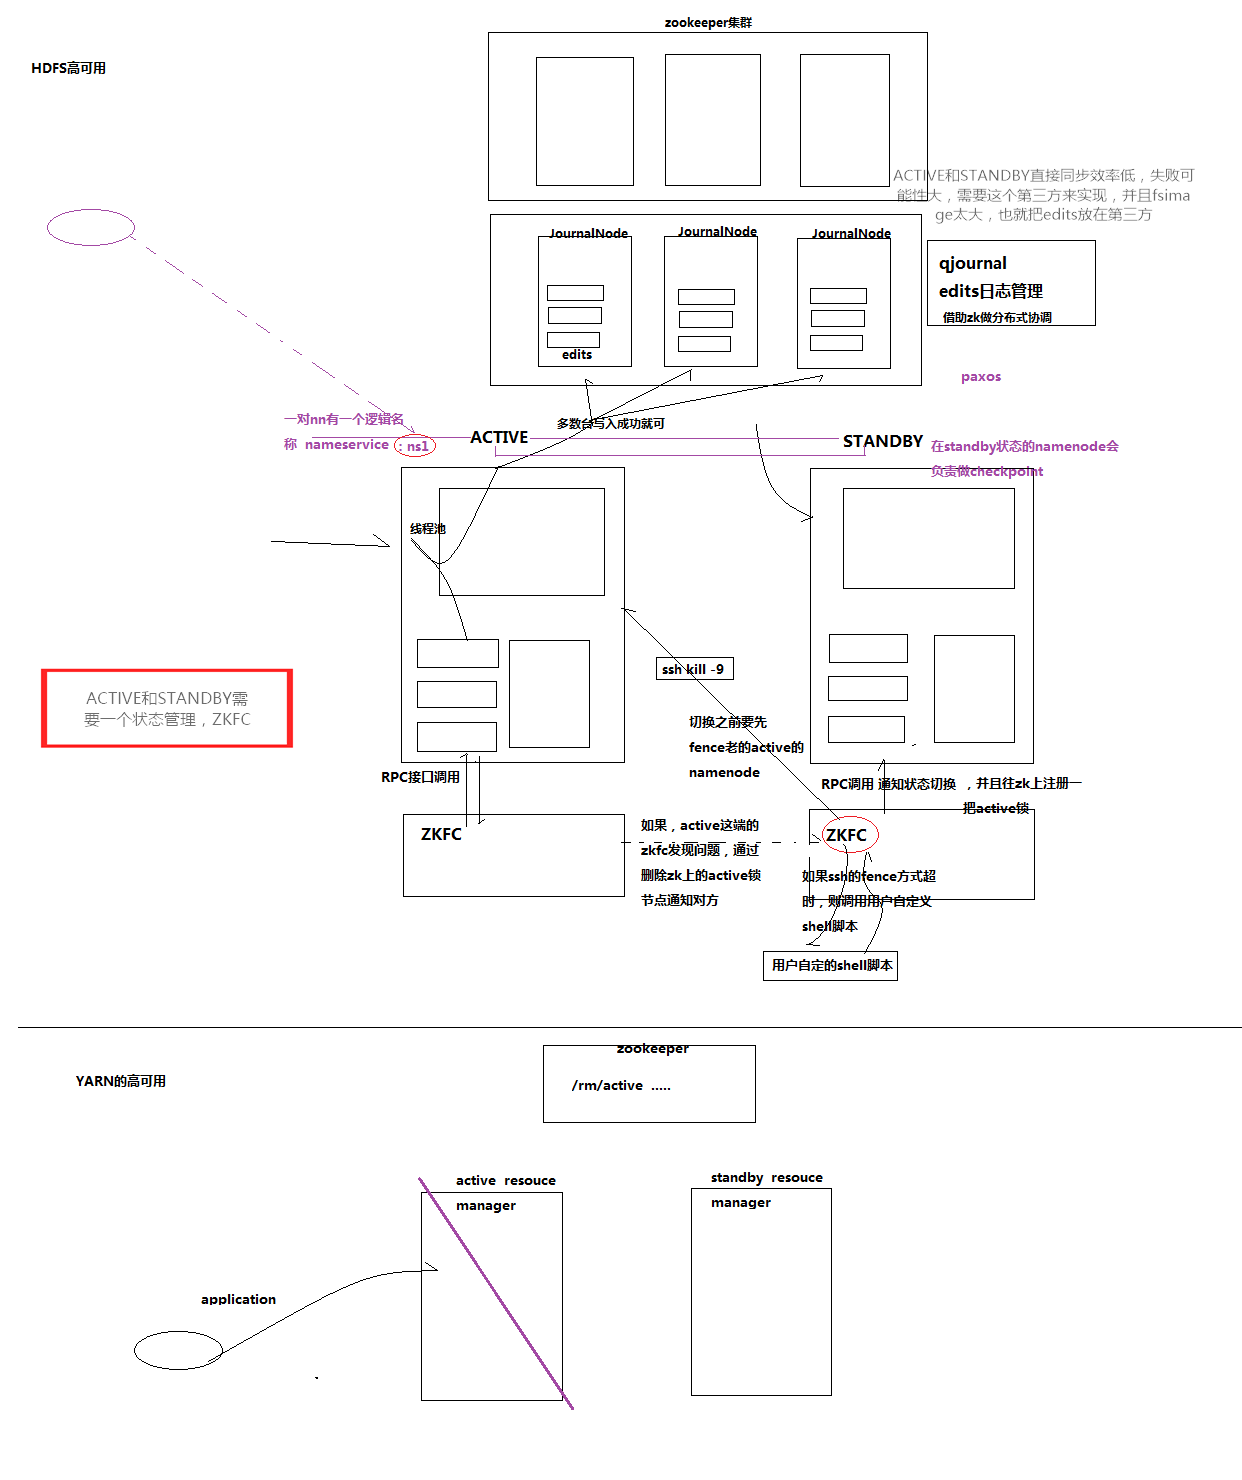 zookeeper集群
HDFS高可用
ACTIVE和STANDBY直接同步效率低，失败可
能性大，需要这个第三方来实现，并且fsima
ge太大，也就把edits放在第三方
JournalNode
JournalNode
JournalNode
edits
qjournal
edits日志管理
借助zk做分布式协调
paxos
一对nn有一个逻辑名
称 nameservice
：ns1
多数台写入成功就可
ACTIVE
STANDBY
在standby状态的namenode会
负责做checkpoint
线程池
ACTIVE和STANDBY需
要一个状态管理，ZKFC
ssh kill -9
切换之前要先
fence老的active的
namenode
RPC接口调用
RPC调用 通知状态切换 ，并且往zk上注册一
把active锁
ZKFC
如果，active这端的
zkfc发现问题，通过
删除zk上的active锁
节点通知对方
ZKFC
如果ssh的fence方式超
时，则调用用户自定义
shell脚本
用户自定的shell脚本
zookeeper
/rm/active .....
YARN的高可用
active resouce
manager
standby resouce
manager
application